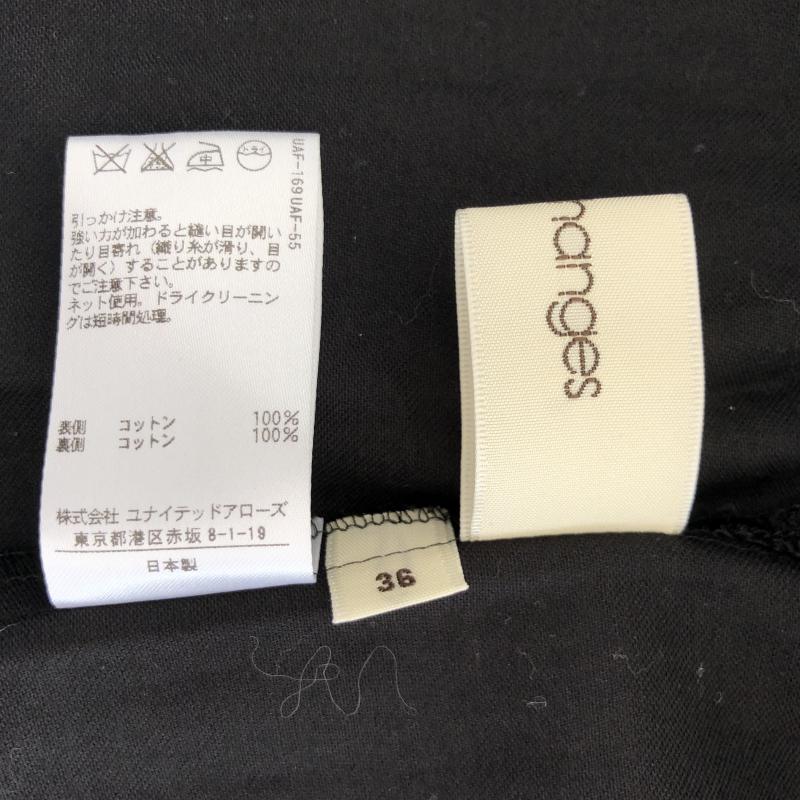 中
ドライ
UAF-169UAF-55
引っかけ注意。
強い力が加わると縫い目が開い
たり目寄れ（織り糸が滑り、目
が開く）することがありますの
でご注意下さい。
ネット使用。ドライクリーニン
グは短時間処理。
表側 コットン 100%
裏側 コットン 100%
株式会社 ユナイテッドアローズ
東京都港区赤坂 8-1-19
日本製
36
nanges